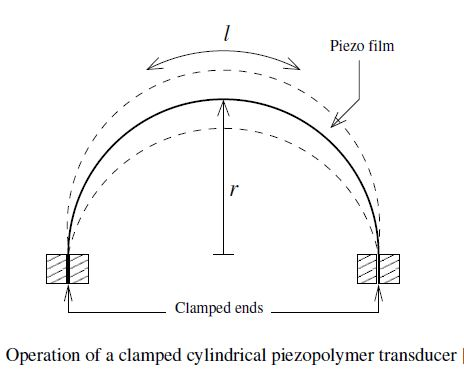 l
Piezo film
r
Clamped ends
Operation of a clamped cylindrical piezopolymer transducer [